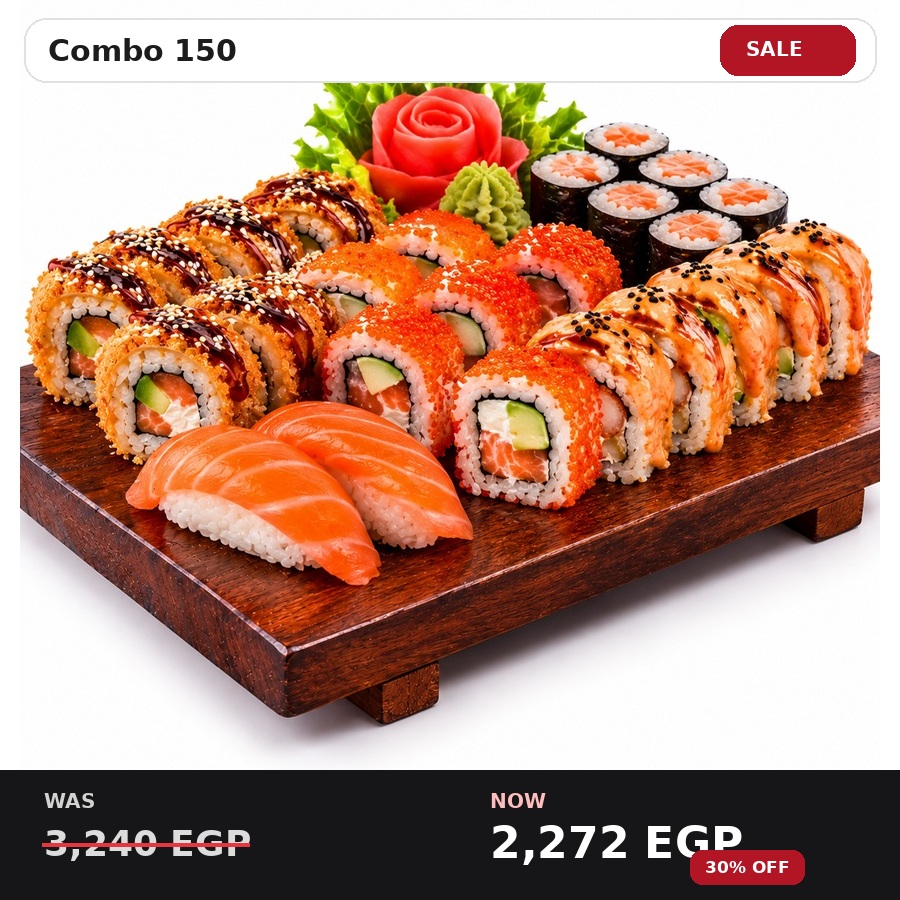 Combo 150
SALE
WAS
3,240 EGP
NOW
2,272 EGP
30% OFF